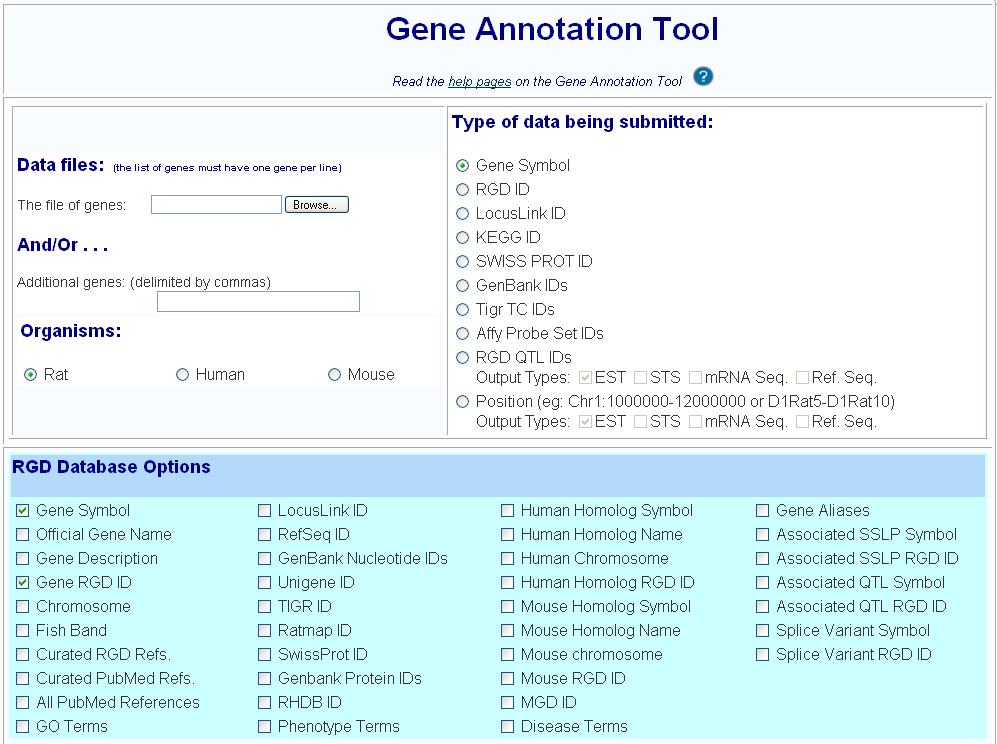 Gene Annotation Tool
Read the help pages on the Gene Annotation Tool ?
Data files: (the list of genes must have one gene per line)
The file of genes: Browse...
And/Or . . .
Additional genes: (delimited by commas)
Organisms:
Rat Human Mouse
Type of data being submitted:
Gene Symbol
RGD ID
LocusLink ID
KEGG ID
SWISS PROT ID
GenBank IDs
Tigr TC IDs
Affy Probe Set IDs
RGD QTL IDs
Output Types: EST STS mRNA Seq. Ref. Seq.
Position (eg: Chr1:1000000-12000000 or D1Rat5-D1Rat10)
Output Types: EST STS mRNA Seq. Ref. Seq.
RGD Database Options
Gene Symbol
Official Gene Name
Gene Description
Gene RGD ID
Chromosome
Fish Band
Curated RGD Refs.
Curated PubMed Refs.
All PubMed References
GO Terms
LocusLink ID
RefSeq ID
GenBank Nucleotide IDs
Unigene ID
TIGR ID
Ratmap ID
SwissProt ID
Genbank Protein IDs
RHDB ID
Phenotype Terms
Human Homolog Symbol
Human Homolog Name
Human Chromosome
Human Homolog RGD ID
Mouse Homolog Symbol
Mouse Homolog Name
Mouse chromosome
Mouse RGD ID
MGD ID
Disease Terms
Gene Aliases
Associated SSLP Symbol
Associated SSLP RGD ID
Associated QTL Symbol
Associated QTL RGD ID
Splice Variant Symbol
Splice Variant RGD ID